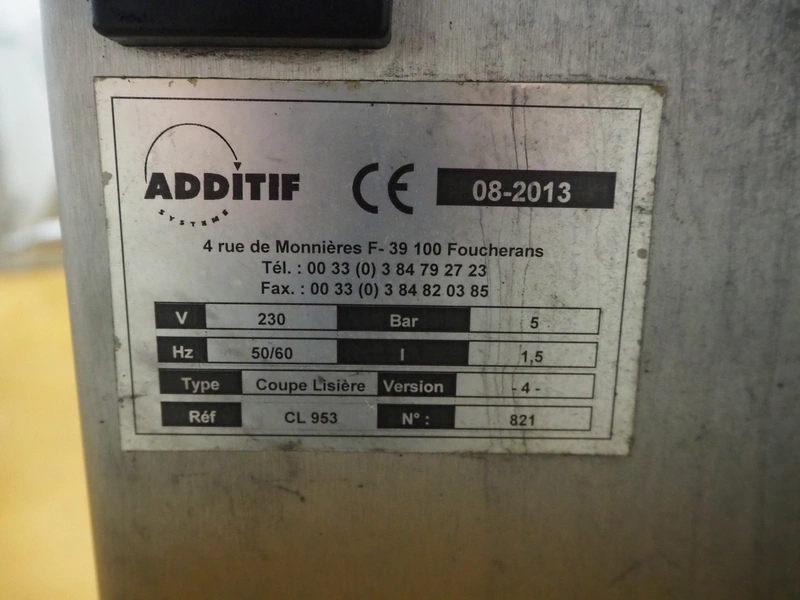 ADDiTiF
SYSTEME
CE
08-2013
4 rue de Monnières F- 39 100 Foucherans
Tél. : 00 33 (0) 3 84 79 27 23
Fax. : 00 33 (0) 3 84 82 03 85
V 230 Bar 5
Hz 50/60 I 1,5
Type Coupe Lisière Version - 4 -
Réf CL 953 N° : 821